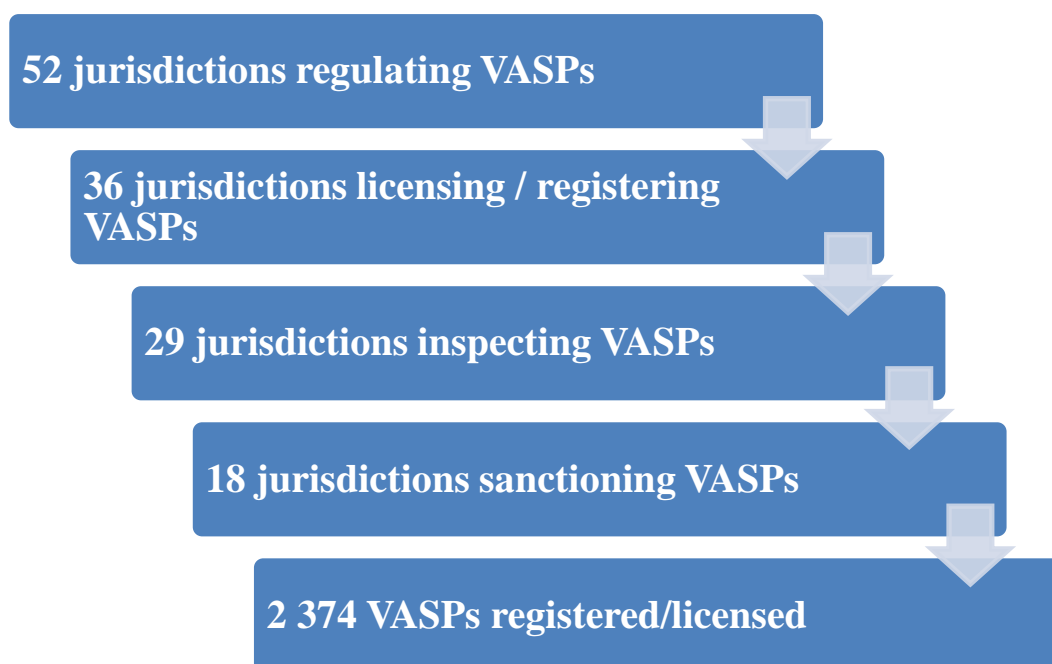 52 jurisdictions regulating VASPs
36 jurisdictions licensing / registering
VASPs
29 jurisdictions inspecting VASPs
18 jurisdictions sanctioning VASPs
2 374 VASPs registered/licensed